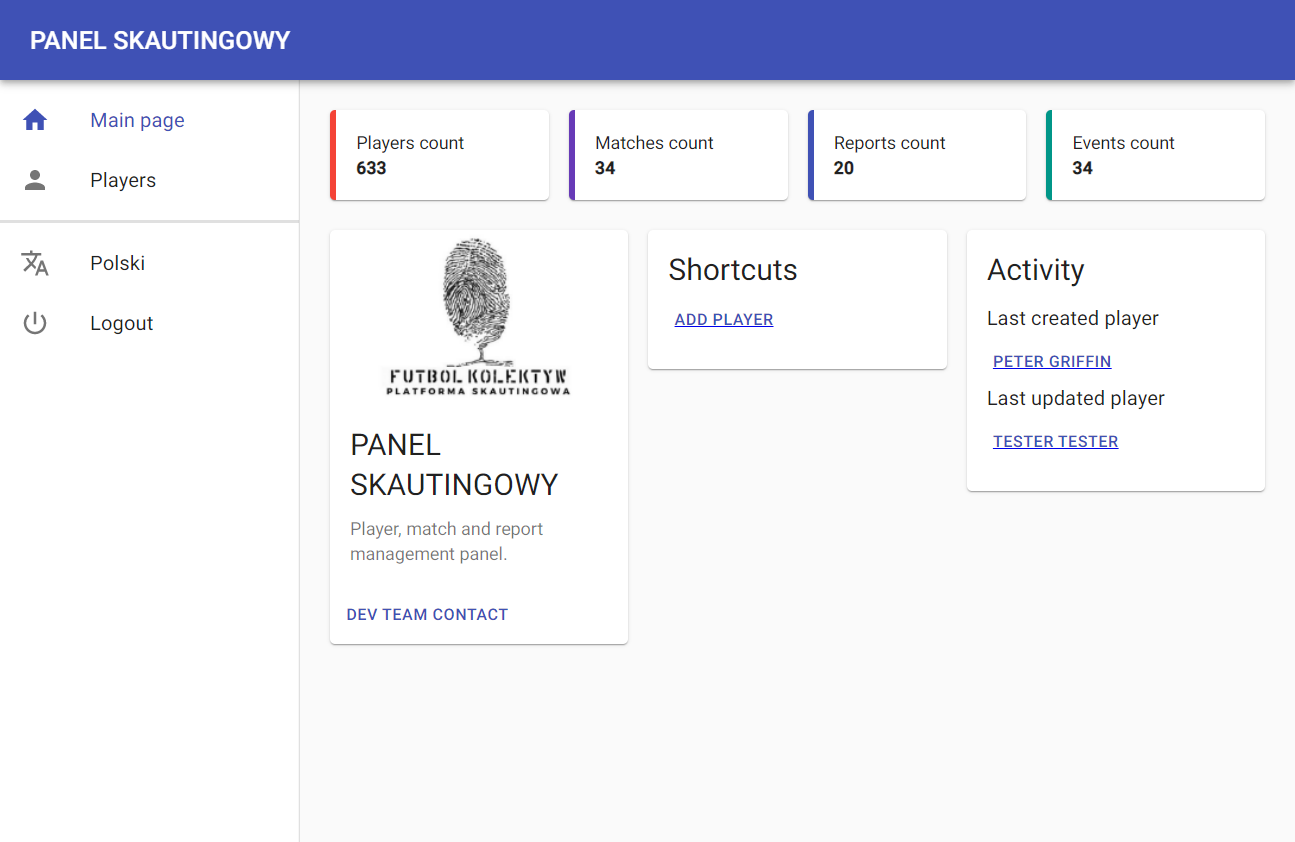 PANEL SKAUTINGOWY
Main page
Players
Polski
Logout
Players count
633
Matches count
34
Reports count
20
Events count
34
FUTBOL KOLEKTYW
PLATFORMA SKAUTINGOWA
PANEL
SKAUTINGOWY
Player, match and report
management panel.
DEV TEAM CONTACT
Shortcuts
ADD PLAYER
Activity
Last created player
PETER GRIFFIN
Last updated player
TESTER TESTER